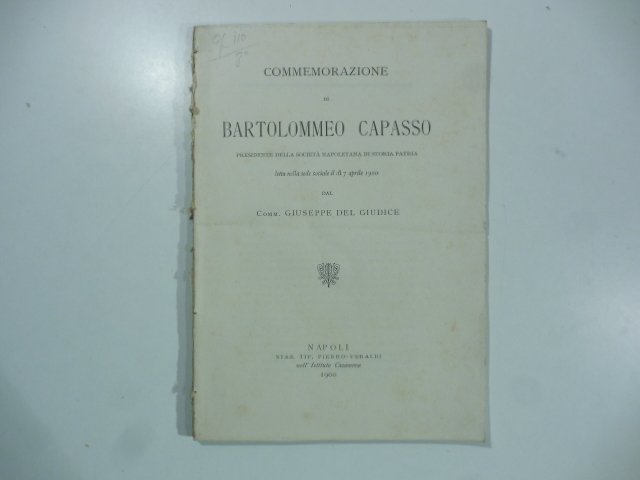 COMMEMORAZIONE
DI
BARTOLOMMEO CAPASSO
PRESIDENTE DELLA SOCIETÀ NAPOLETANA DI STORIA PATRIA
letta nella sede sociale il dì 7 aprile 1900
DAL
COMM. GIUSEPPE DEL GIUDICE
NAPOLI
STAB. TIP. PIERRO-VERALDI
nell' Istituto Casanova
1900